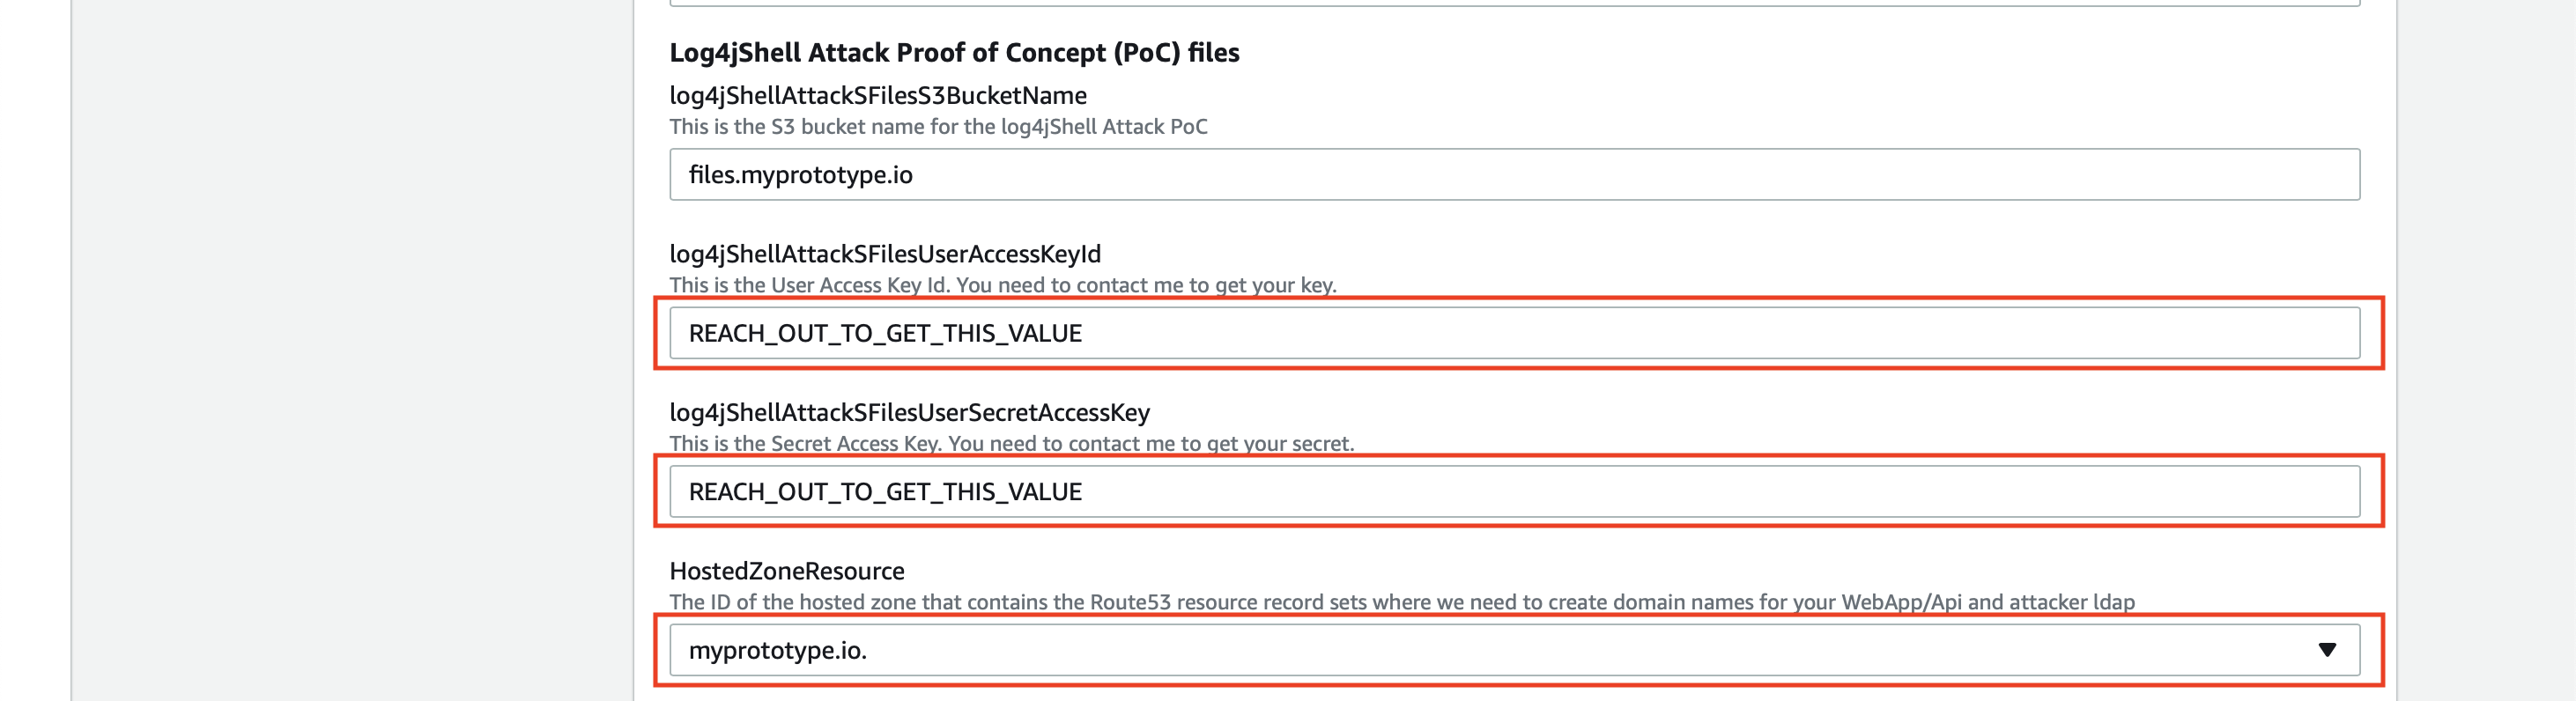 Log4jShell Attack Proof of Concept (PoC) files
log4jShellAttackSFilesS3BucketName
This is the S3 bucket name for the log4jShell Attack PoC
files.myprototype.io
log4jShellAttackSFilesUserAccessKeyId
This is the User Access Key Id. You need to contact me to get your key.
REACH_OUT_TO_GET_THIS_VALUE
log4jShellAttackSFilesUserSecretAccessKey
This is the Secret Access Key. You need to contact me to get your secret.
REACH_OUT_TO_GET_THIS_VALUE
HostedZoneResource
The ID of the hosted zone that contains the Route53 resource record sets where we need to create domain names for your WebApp/Api and attacker ldap
myprototype.io.